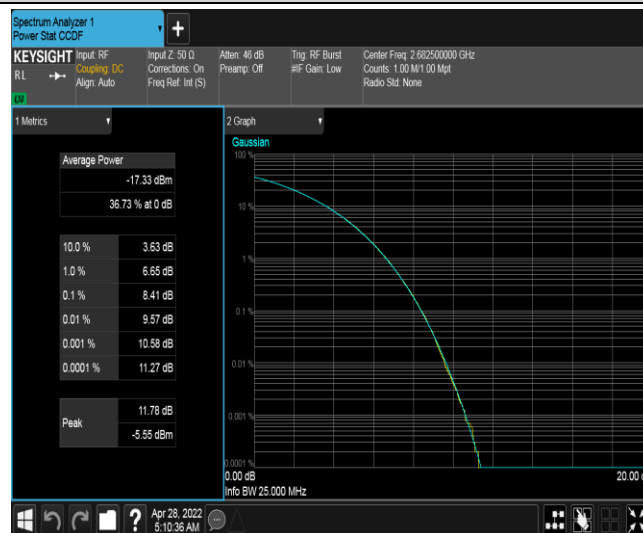 Spectrum Analyzer 1
Power Stat CCDF
+
KEYSIGHT Input: RF Input Z: 50 Ω Atten: 46 dB Trig: RF Burst Center Freq: 2.682500000 GHz
RL Coupling: DC Corrections: On Preamp: Off #IF Gain: Low Counts: 1.00 M/1.00 Mpt
Align: Auto Freq Ref: Int (S) Radio Std: None
1 Metrics
Average Power
-17.33 dBm
36.73 % at 0 dB
10.0 % 3.63 dB
1.0 % 6.65 dB
0.1 % 8.41 dB
0.01 % 9.57 dB
0.001 % 10.58 dB
0.0001 % 11.27 dB
Peak 11.78 dB
-5.55 dBm
2 Graph
Gaussian
100 %
10 %
1 %
0.1 %
0.01 %
0.001 %
0.0001 %
0.00 dB 20.00
Info BW 25.000 MHz
? Apr 28, 2022
5:10:36 AM